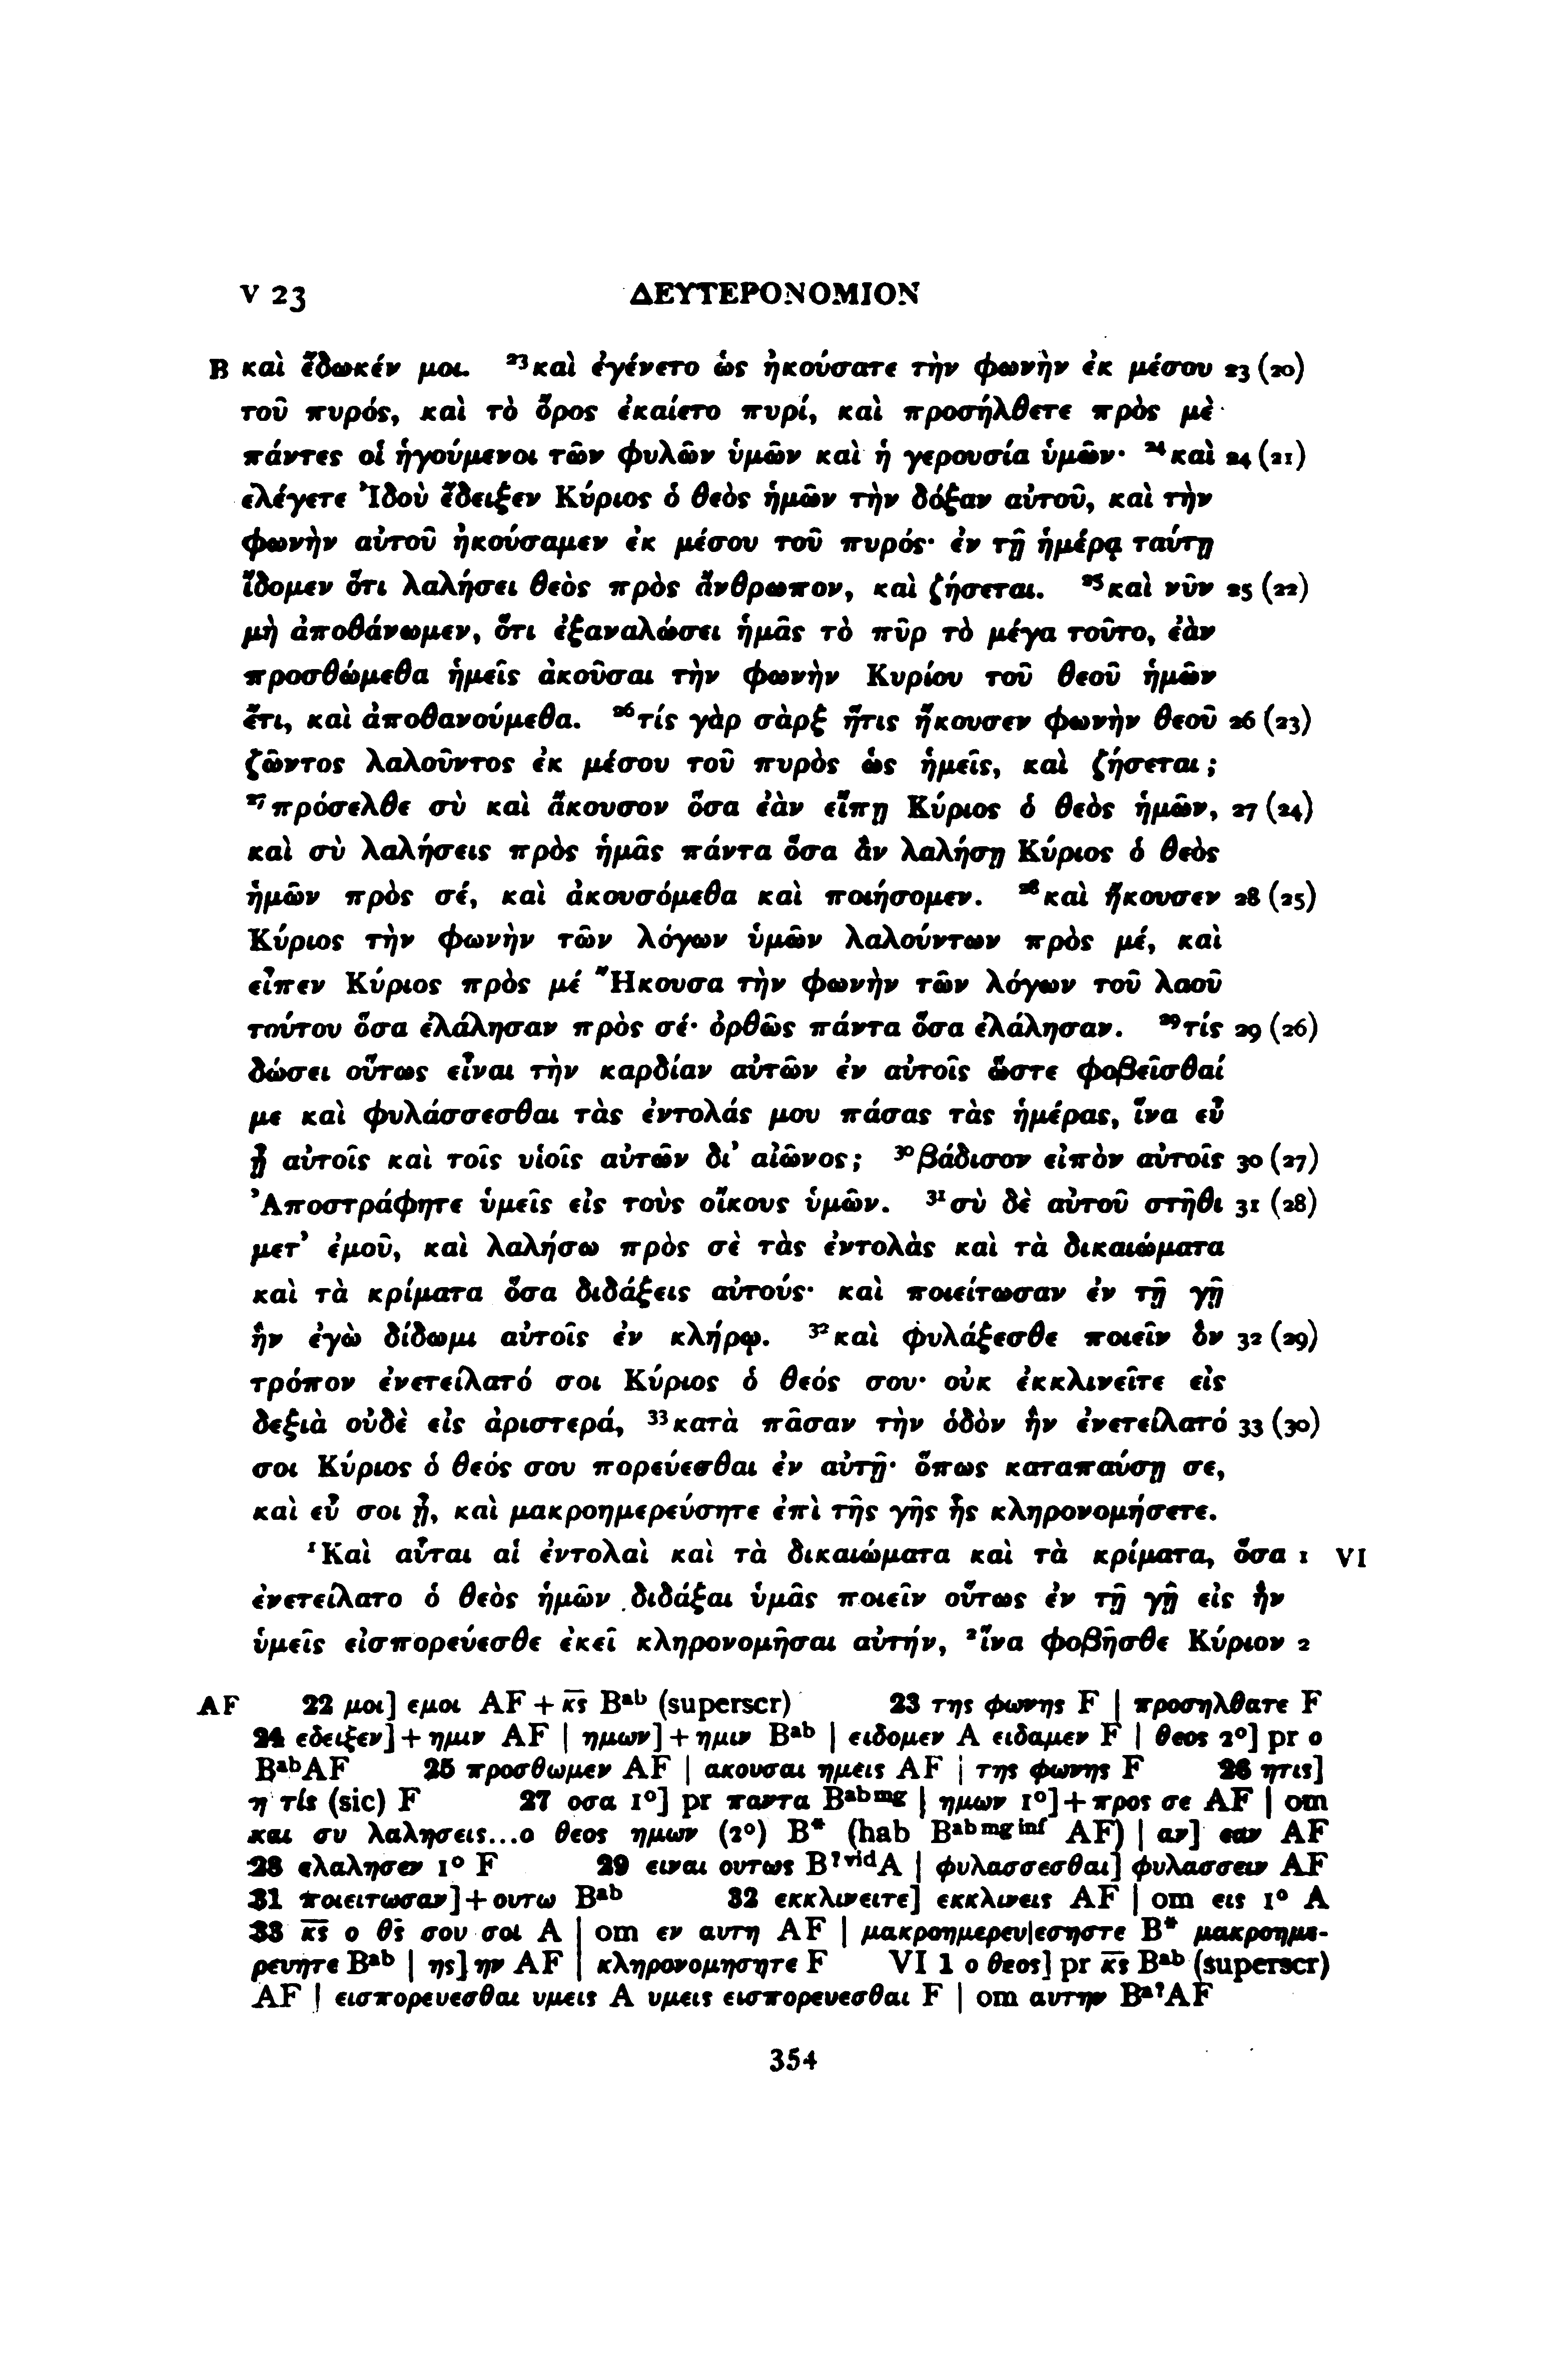 V 23 ΔΕΥΤΕΡΟΝΟΜΙΟΝ
B καὶ ἔδωκέν μοι. ²³καὶ ἐγένετο ὡς ἠκούσατε τὴν φωνὴν ἐκ μέσου 23 (20)
τοῦ πυρός, καὶ τὸ ὄρος ἐκαίετο πυρί, καὶ προσήλθετε πρὸς μὲ
πάντες οἱ ἡγούμενοι τῶν φυλῶν ὑμῶν καὶ ἡ γερουσία ὑμῶν· ²⁴καὶ 24 (21)
ἐλέγετε Ἰδοὺ ἔδειξεν Κύριος ὁ θεὸς ἡμῶν τὴν δόξαν αὐτοῦ, καὶ τὴν
φωνὴν αὐτοῦ ἠκούσαμεν ἐκ μέσου τοῦ πυρός· ἐν τῇ ἡμέρᾳ ταύτῃ
ἴδομεν ὅτι λαλήσει θεὸς πρὸς ἄνθρωπον, καὶ ζήσεται. ²⁵καὶ νῦν 25 (22)
μὴ ἀποθάνωμεν, ὅτι ἐξαναλώσει ἡμᾶς τὸ πῦρ τὸ μέγα τοῦτο, ἐὰν
προσθώμεθα ἡμεῖς ἀκοῦσαι τὴν φωνὴν Κυρίου τοῦ θεοῦ ἡμῶν
ἔτι, καὶ ἀποθανούμεθα. ²⁶τίς γὰρ σὰρξ ἥτις ἤκουσεν φωνὴν θεοῦ 26 (23)
ζῶντος λαλοῦντος ἐκ μέσου τοῦ πυρὸς ὡς ἡμεῖς, καὶ ζήσεται;
²⁷πρόσελθε σὺ καὶ ἄκουσον ὅσα ἐὰν εἴπῃ Κύριος ὁ θεὸς ἡμῶν, 27 (24)
καὶ σὺ λαλήσεις πρὸς ἡμᾶς πάντα ὅσα ἂν λαλήσῃ Κύριος ὁ θεὸς
ἡμῶν πρὸς σέ, καὶ ἀκουσόμεθα καὶ ποιήσομεν. ²⁸καὶ ἤκουσεν 28 (25)
Κύριος τὴν φωνὴν τῶν λόγων ὑμῶν λαλούντων πρὸς μέ, καὶ
εἶπεν Κύριος πρὸς μέ Ἤκουσα τὴν φωνὴν τῶν λόγων τοῦ λαοῦ
τούτου ὅσα ἐλάλησαν πρὸς σέ· ὀρθῶς πάντα ὅσα ἐλάλησαν. ²⁹τίς 29 (26)
δώσει οὕτως εἶναι τὴν καρδίαν αὐτῶν ἐν αὐτοῖς ὥστε φοβεῖσθαί
με καὶ φυλάσσεσθαι τὰς ἐντολάς μου πάσας τὰς ἡμέρας, ἵνα εὖ
ᾖ αὐτοῖς καὶ τοῖς υἱοῖς αὐτῶν δι’ αἰῶνος; ³⁰βάδισον εἰπὸν αὐτοῖς 30 (27)
Ἀποστράφητε ὑμεῖς εἰς τοὺς οἴκους ὑμῶν. ³¹σὺ δὲ αὐτοῦ στῆθι 31 (28)
μετ’ ἐμοῦ, καὶ λαλήσω πρὸς σὲ τὰς ἐντολὰς καὶ τὰ δικαιώματα
καὶ τὰ κρίματα ὅσα διδάξεις αὐτούς· καὶ ποιείτωσαν ἐν τῇ γῇ
ἣν ἐγὼ δίδωμι αὐτοῖς ἐν κλήρῳ. ³²καὶ φυλάξεσθε ποιεῖν ὃν 32 (29)
τρόπον ἐνετείλατό σοι Κύριος ὁ θεός σου· οὐκ ἐκκλινεῖτε εἰς
δεξιὰ οὐδὲ εἰς ἀριστερά, ³³κατὰ πᾶσαν τὴν ὁδὸν ἣν ἐνετείλατό 33 (30)
σοι Κύριος ὁ θεός σου πορεύεσθαι ἐν αὐτῇ· ὅπως καταπαύσῃ σε,
καὶ εὖ σοι ᾖ, καὶ μακροημερεύσητε ἐπὶ τῆς γῆς ἧς κληρονομήσετε.
¹Καὶ αὗται αἱ ἐντολαὶ καὶ τὰ δικαιώματα καὶ τὰ κρίματα, ὅσα 1 VI
ἐνετείλατο ὁ θεὸς ἡμῶν διδάξαι ὑμᾶς ποιεῖν οὕτως ἐν τῇ γῇ εἰς ἣν
ὑμεῖς εἰσπορεύεσθε ἐκεῖ κληρονομῆσαι αὐτήν, ²ἵνα φοβῆσθε Κύριον 2
AF 22 μοι] εμοι AF + κ̅ς̅ Bᵃᵇ (superscr) 23 της φωνης F | προσηλθατε F
24 εδειξεν] + ημιν AF | ημων] + ημιν Bᵃᵇ | ειδομεν A ειδαμεν F | θεος 2°] pr ο
BᵃᵇAF 25 προσθωμεν AF | ακουσαι ημεις AF | της φωνης F 26 ητις]
η τίς (sic) F 27 οσα 1°] pr παντα Bᵃᵇᵐᵍ | ημων 1°] + προς σε AF | om
και συ λαλησεις...ο θεος ημων (2°) B* (hab Bᵃᵇᵐᵍⁱⁿᶠ AF) | αν] εαν AF
28 ελαλησεν 1° F 29 ειναι ουτως B?ᵛⁱᵈA | φυλασσεσθαι] φυλασσειν AF
31 ποιειτωσαν] + ουτω Bᵃᵇ 32 εκκλινειτε] εκκλινεις AF | om εις 1° A
33 κ̅ς̅ ο θ̅ς̅ σου σοι A | om εν αυτη AF | μακροημερευ|εσηστε B* μακροημε-
ρευητε Bᵃᵇ | ης] ην AF | κληρονομησητε F VI 1 ο θεος] pr κ̅ς̅ Bᵃᵇ (superscr)
AF | εισπορευεσθαι υμεις A υμεις εισπορευεσθαι F | om αυτην Bᵃ?AF
354